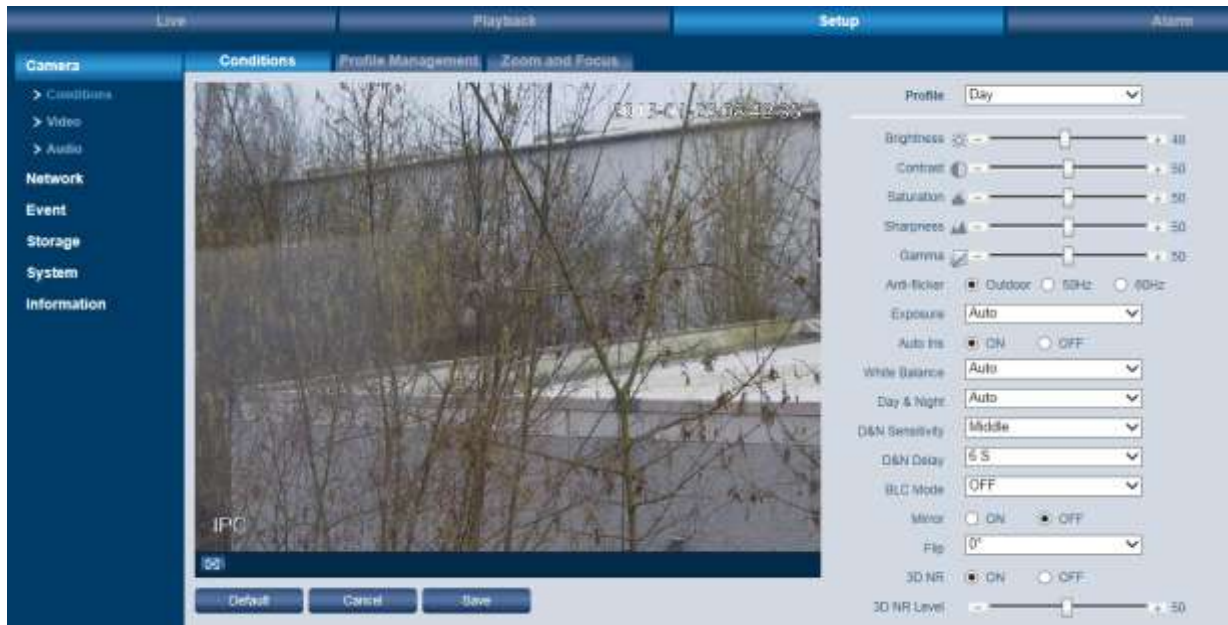 Live Playback Setup Alarm
Camera
> Conditions
> Video
> Audio
Network
Event
Storage
System
Information
Conditions Profile Management Zoom and Focus
IPC
Default Cancel Save
Profile Day
Brightness - + 48
Contrast - + 50
Saturation - + 50
Sharpness - + 50
Gamma - + 50
Anti-flicker Outdoor 50Hz 60Hz
Exposure Auto
Auto Iris ON OFF
White Balance Auto
Day & Night Auto
D&N Sensitivity Middle
D&N Delay 6 S
BLC Mode OFF
Mirror ON OFF
Flip 0°
3D NR ON OFF
3D NR Level - + 50